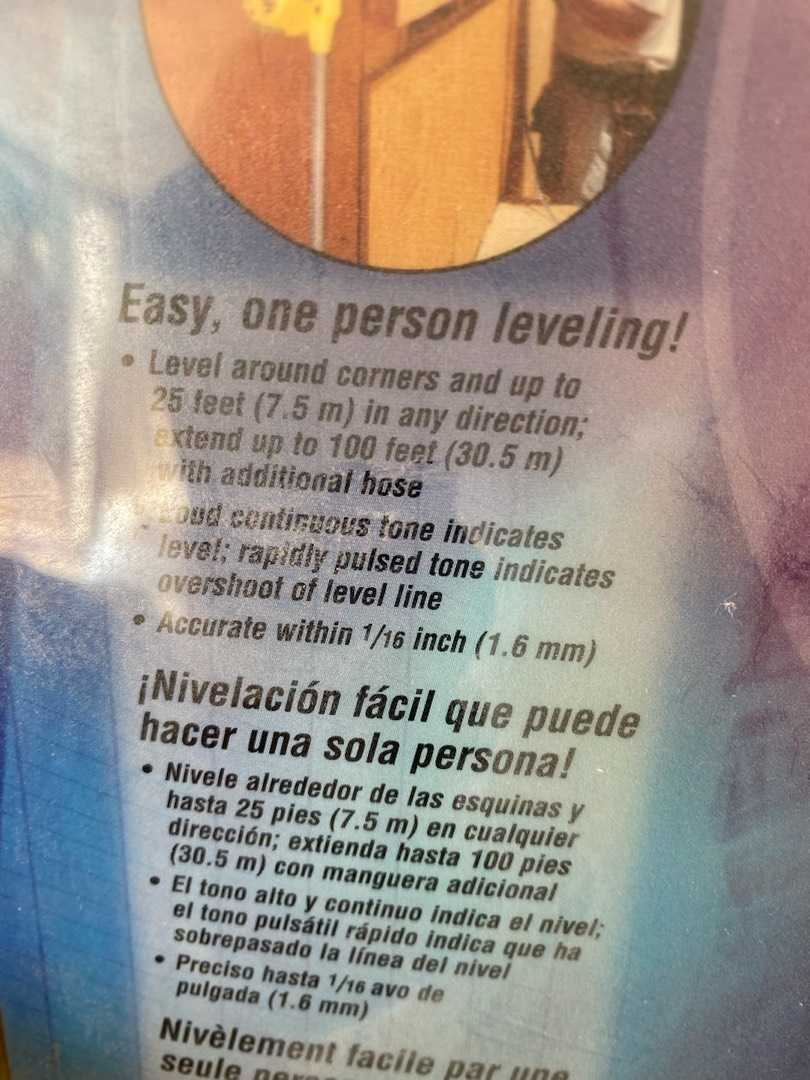 Easy, one person leveling!
• Level around corners and up to
25 feet (7.5 m) in any direction;
extend up to 100 feet (30.5 m)
with additional hose
• Loud continuous tone indicates
level; rapidly pulsed tone indicates
overshoot of level line
• Accurate within 1/16 inch (1.6 mm)
¡Nivelación fácil que puede
hacer una sola persona!
• Nivele alrededor de las esquinas y
hasta 25 pies (7.5 m) en cualquier
dirección; extienda hasta 100 pies
(30.5 m) con manguera adicional
• El tono alto y continuo indica el nivel;
el tono pulsátil rápido indica que ha
sobrepasado la línea del nivel
• Preciso hasta 1/16 avo de
pulgada (1.6 mm)
Nivèlement facile par une
seule